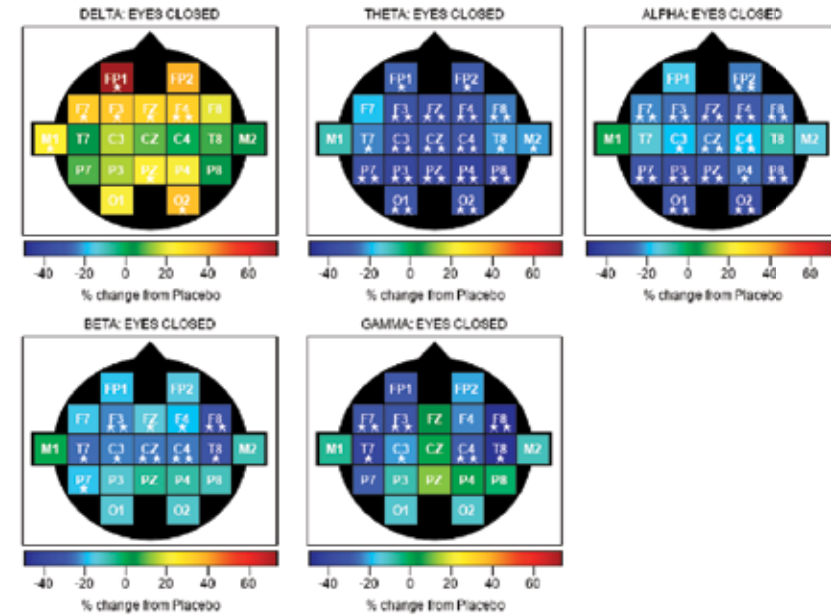 DELTA: EYES CLOSED
THETA: EYES CLOSED
ALPHA: EYES CLOSED
FP1 FP2
F7 F3 FZ F4 F8
M1 T7 C3 CZ C4 T8 M2
P7 P3 PZ P4 P8
O1 O2
FP1 FP2
F7 F3 FZ F4 F8
M1 T7 C3 CZ C4 T8 M2
P7 P3 PZ P4 P8
O1 O2
FP1 FP2
F7 F3 FZ F4 F8
M1 T7 C3 CZ C4 T8 M2
P7 P3 PZ P4 P8
O1 O2
-40 -20 0 20 40 60
% change from Placebo
-40 -20 0 20 40 60
% change from Placebo
-40 -20 0 20 40 60
% change from Placebo
BETA: EYES CLOSED
GAMMA: EYES CLOSED
FP1 FP2
F7 F3 FZ F4 F8
M1 T7 C3 CZ C4 T8 M2
P7 P3 PZ P4 P8
O1 O2
FP1 FP2
F7 F3 FZ F4 F8
M1 T7 C3 CZ C4 T8 M2
P7 P3 PZ P4 P8
O1 O2
-40 -20 0 20 40 60
% change from Placebo
-40 -20 0 20 40 60
% change from Placebo